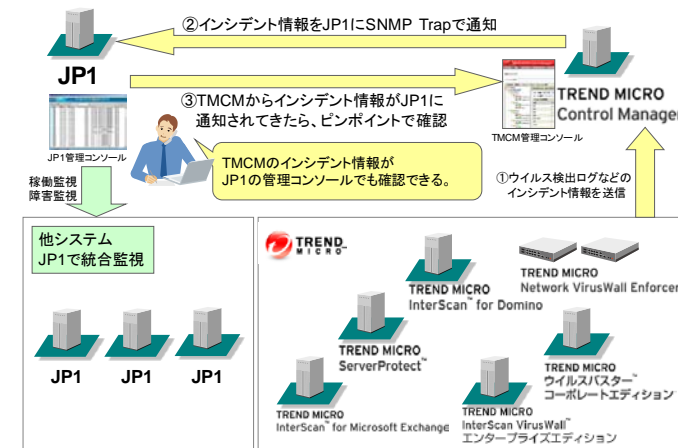 ②インシデント情報をJP1にSNMP Trapで通知
JP1
TREND MICRO
Control Manager
③TMCMからインシデント情報がJP1に
通知されてきたら、ピンポイントで確認
JP1管理コンソール
TMCM管理コンソール
TMCMのインシデント情報が
JP1の管理コンソールでも確認できる。
稼働監視
障害監視
①ウイルス検出ログなどの
インシデント情報を送信
他システム
JP1で統合監視
TREND
MICRO
TREND MICRO
InterScan™ for Domino
TREND MICRO
Network VirusWall Enforcer
TREND MICRO
ServerProtect™
JP1
JP1
JP1
TREND MICRO
ウイルスバスター™
コーポレートエディション
TREND MICRO
InterScan™ for Microsoft Exchange
TREND MICRO
InterScan VirusWall™
エンタープライズエディション